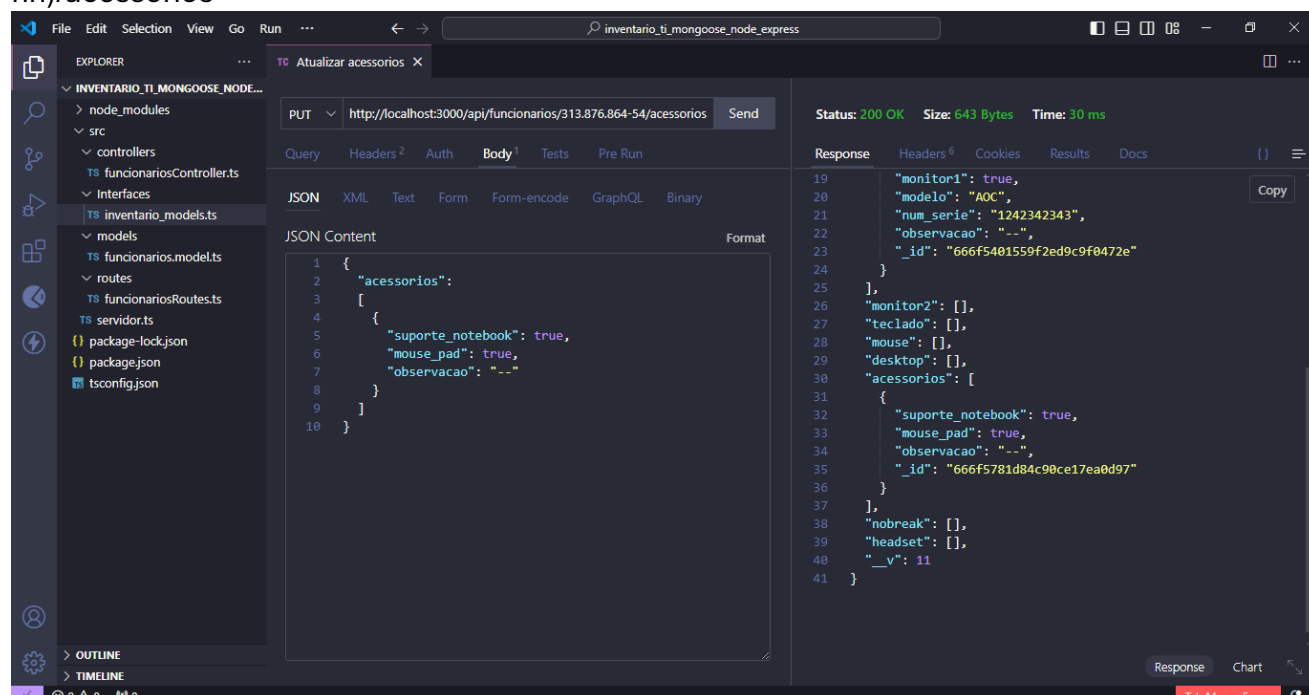 File Edit Selection View Go Run ··· ← → inventario_ti_mongoose_node_express
EXPLORER ···
INVENTARIO_TI_MONGOOSE_NODE...
> node_modules
src
controllers
TS funcionariosController.ts
Interfaces
TS inventario_models.ts
models
TS funcionarios.model.ts
routes
TS funcionariosRoutes.ts
TS servidor.ts
{} package-lock.json
{} package.json
tsconfig.json
> OUTLINE
> TIMELINE
TC Atualizar acessorios ×
PUT http://localhost:3000/api/funcionarios/313.876.864-54/acessorios Send
Query Headers 2 Auth Body 1 Tests Pre Run
JSON XML Text Form Form-encode GraphQL Binary
JSON Content Format
1 {
2 "acessorios":
3 [
4 {
5 "suporte_notebook": true,
6 "mouse_pad": true,
7 "observacao": "--"
8 }
9 ]
10 }
Status: 200 OK Size: 643 Bytes Time: 30 ms
Response Headers 6 Cookies Results Docs {}
Copy
19 "monitor1": true,
20 "modelo": "AOC",
21 "num_serie": "1242342343",
22 "observacao": "--",
23 "_id": "666f5401559f2ed9c9f0472e"
24 }
25 ],
26 "monitor2": [],
27 "teclado": [],
28 "mouse": [],
29 "desktop": [],
30 "acessorios": [
31 {
32 "suporte_notebook": true,
33 "mouse_pad": true,
34 "observacao": "--",
35 "_id": "666f5781d84c90ce17ea0d97"
36 }
37 ],
38 "nobreak": [],
39 "headset": [],
40 "__v": 11
41 }
Response Chart